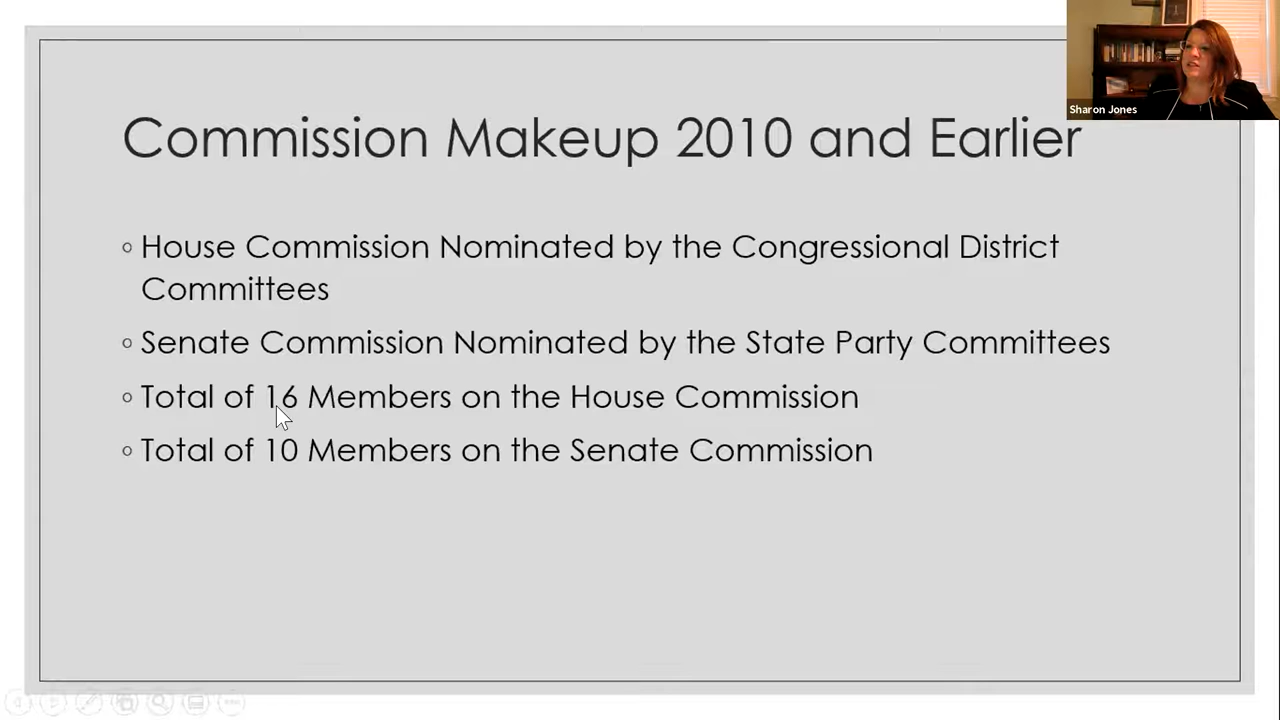 Sharon Jones
Commission Makeup 2010 and Earlier
◦ House Commission Nominated by the Congressional District
Committees
◦ Senate Commission Nominated by the State Party Committees
◦ Total of 16 Members on the House Commission
◦ Total of 10 Members on the Senate Commission